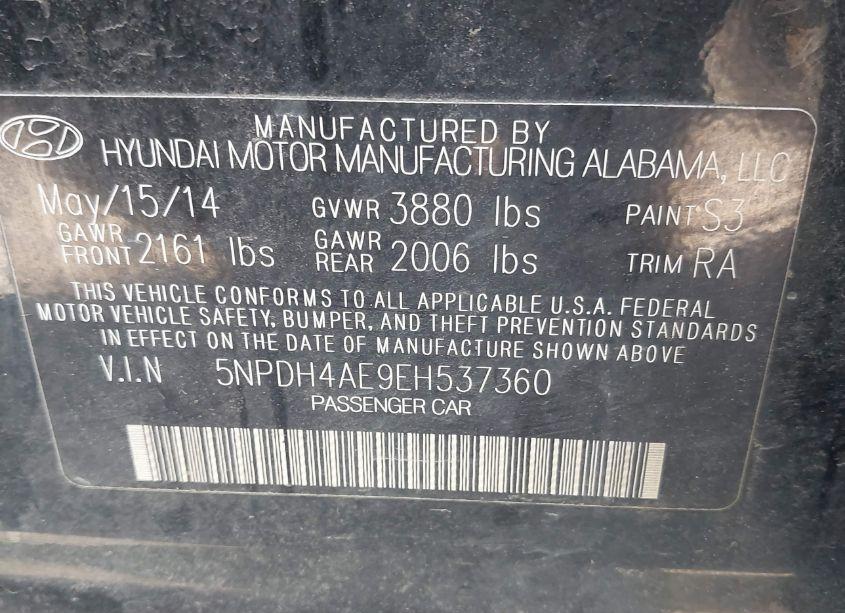 MANUFACTURED BY
HYUNDAI MOTOR MANUFACTURING ALABAMA, LLC
May/15/14 GVWR 3880 lbs PAINT S3
GAWR FRONT 2161 lbs GAWR REAR 2006 lbs TRIM RA
THIS VEHICLE CONFORMS TO ALL APPLICABLE U.S.A. FEDERAL
MOTOR VEHICLE SAFETY, BUMPER, AND THEFT PREVENTION STANDARDS
IN EFFECT ON THE DATE OF MANUFACTURE SHOWN ABOVE
V.I.N 5NPDH4AE9EH537360
PASSENGER CAR